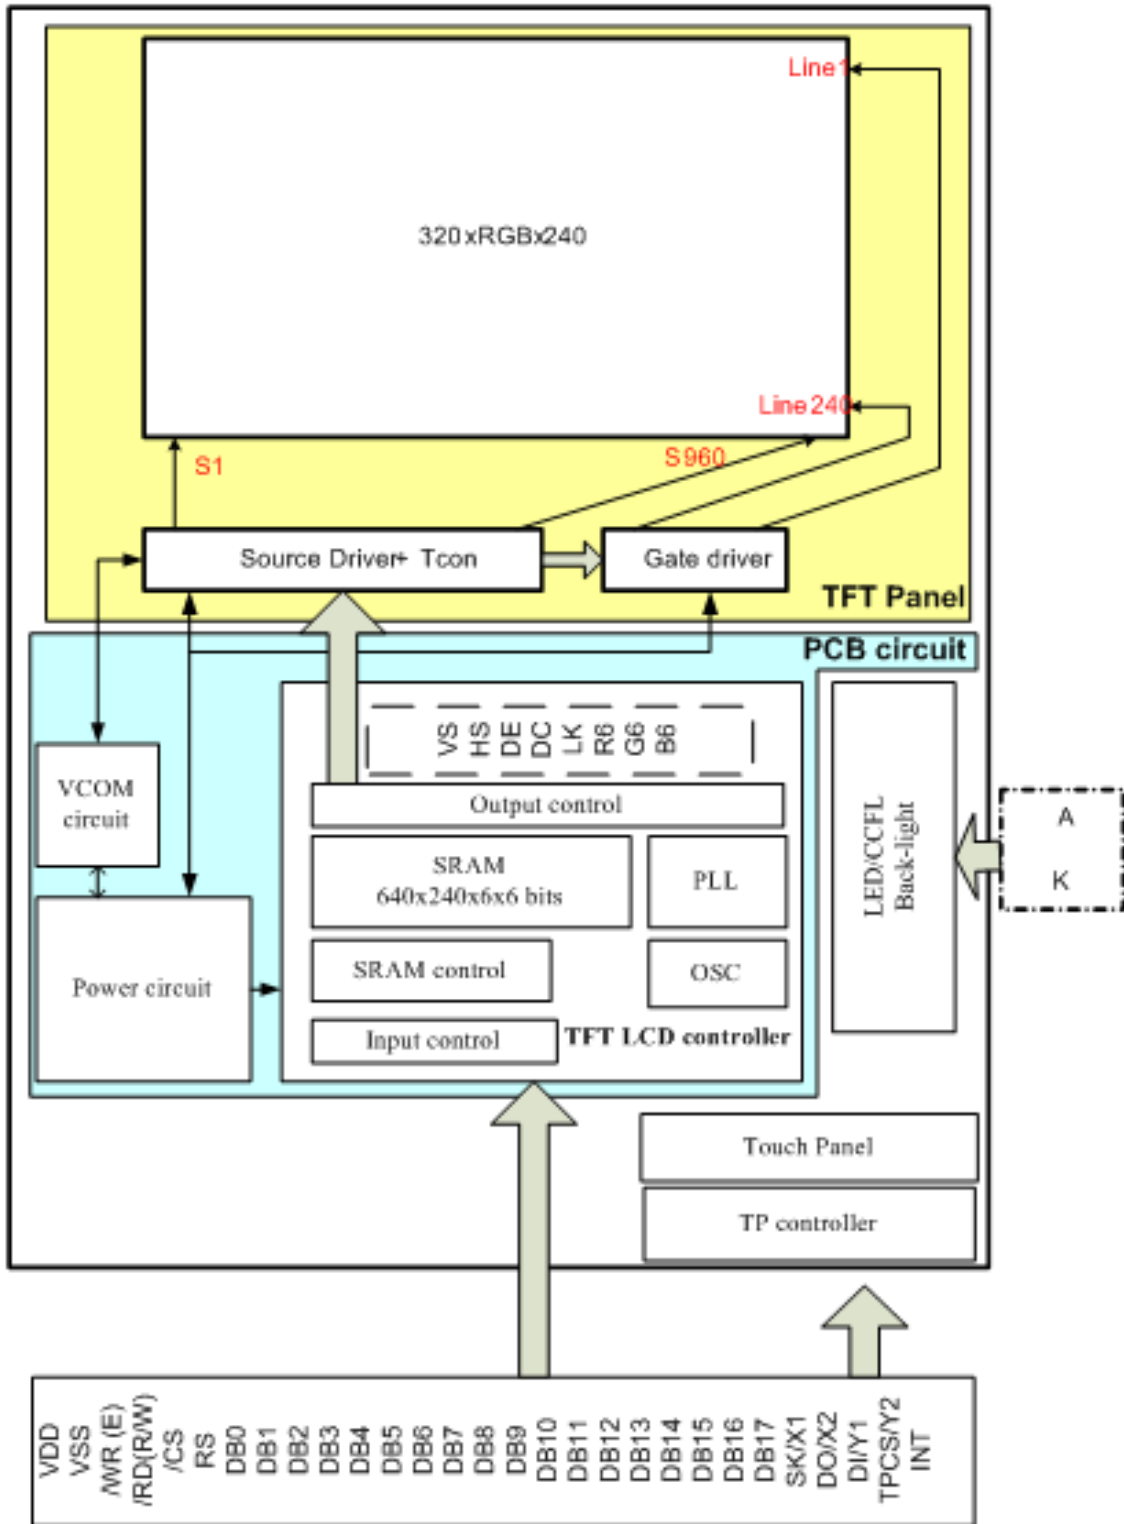 Line1
320xRGBx240
Line240
S1
S960
Source Driver+ Tcon
Gate driver
TFT Panel
PCB circuit
VS
HS
DE
DC
LK
R6
G6
B6
VCOM
circuit
Output control
SRAM
640x240x6x6 bits
PLL
LED/CCFL
Back-light
A
K
Power circuit
SRAM control
OSC
Input control
TFT LCD controller
Touch Panel
TP controller
VDD
VSS
/WR (E)
/RD(R/W)
/CS
RS
DB0
DB1
DB2
DB3
DB4
DB5
DB6
DB7
DB8
DB9
DB10
DB11
DB12
DB13
DB14
DB15
DB16
DB17
SK/X1
DO/X2
DI/Y1
TPCS/Y2
INT